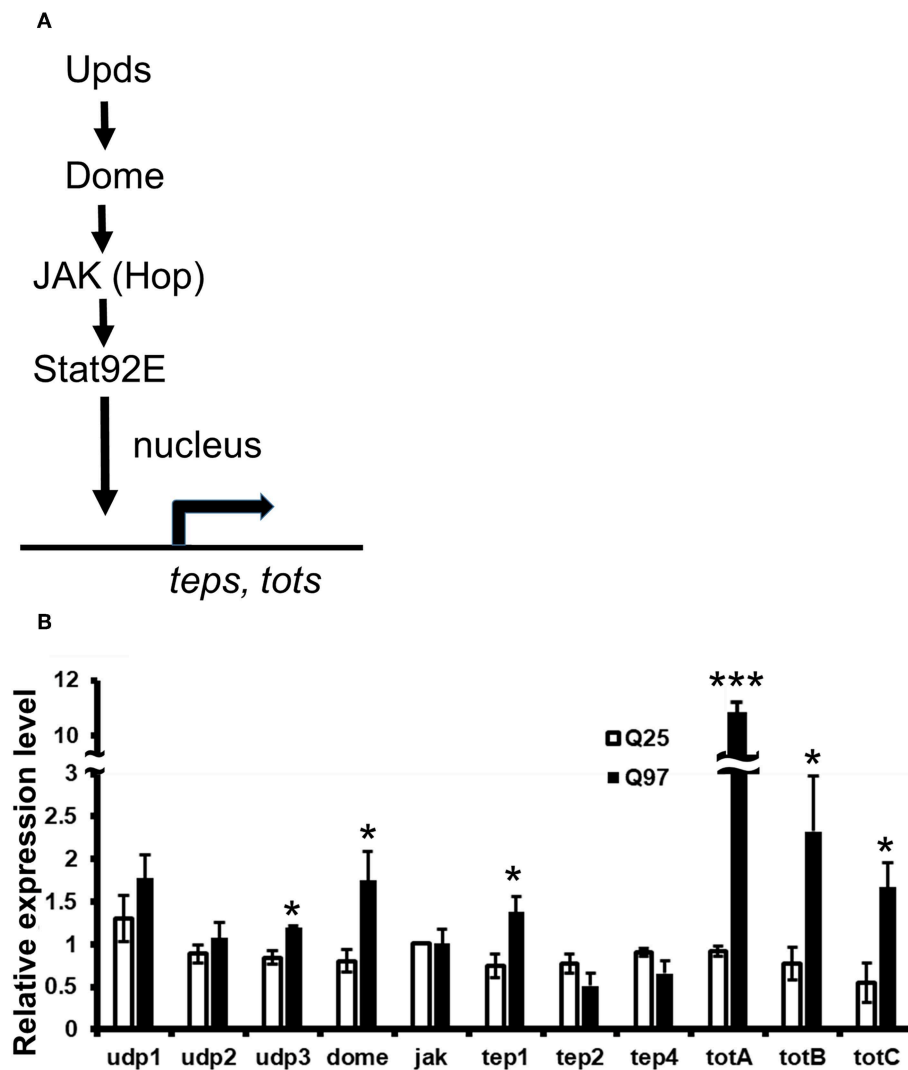 A
Upds
Dome
JAK (Hop)
Stat92E
nucleus
teps, tots
B
Relative expression level
12
10
3
2.5
2
1.5
1
0.5
0
Q25
Q97
*
*
*
***
*
*
udp1 udp2 udp3 dome jak tep1 tep2 tep4 totA totB totC